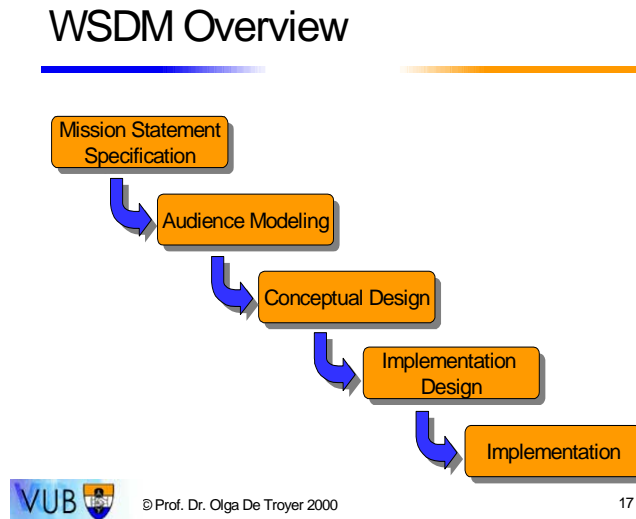 WSDM Overview
Mission Statement
Specification
Audience Modeling
Conceptual Design
Implementation
Design
Implementation
VUB
© Prof. Dr. Olga De Troyer 2000
17